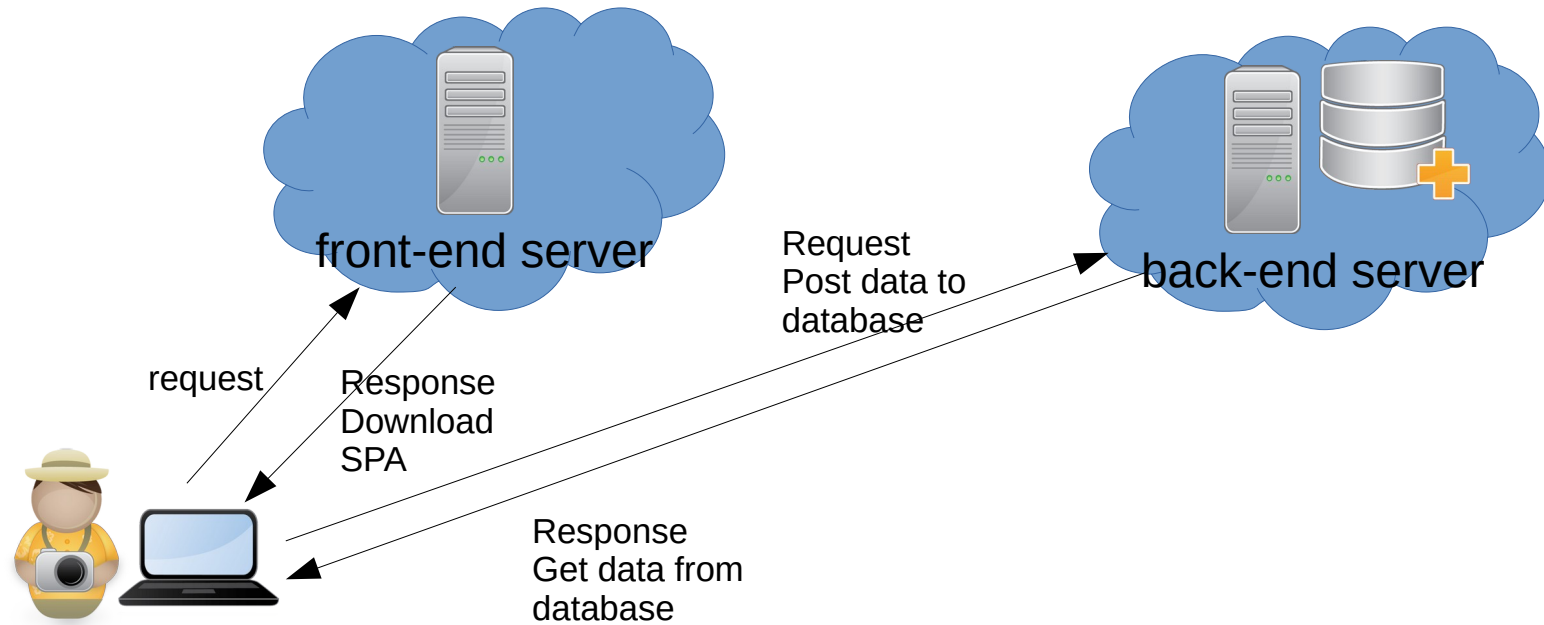 front-end server
back-end server
Request
Post data to
database
request
Response
Download
SPA
Response
Get data from
database